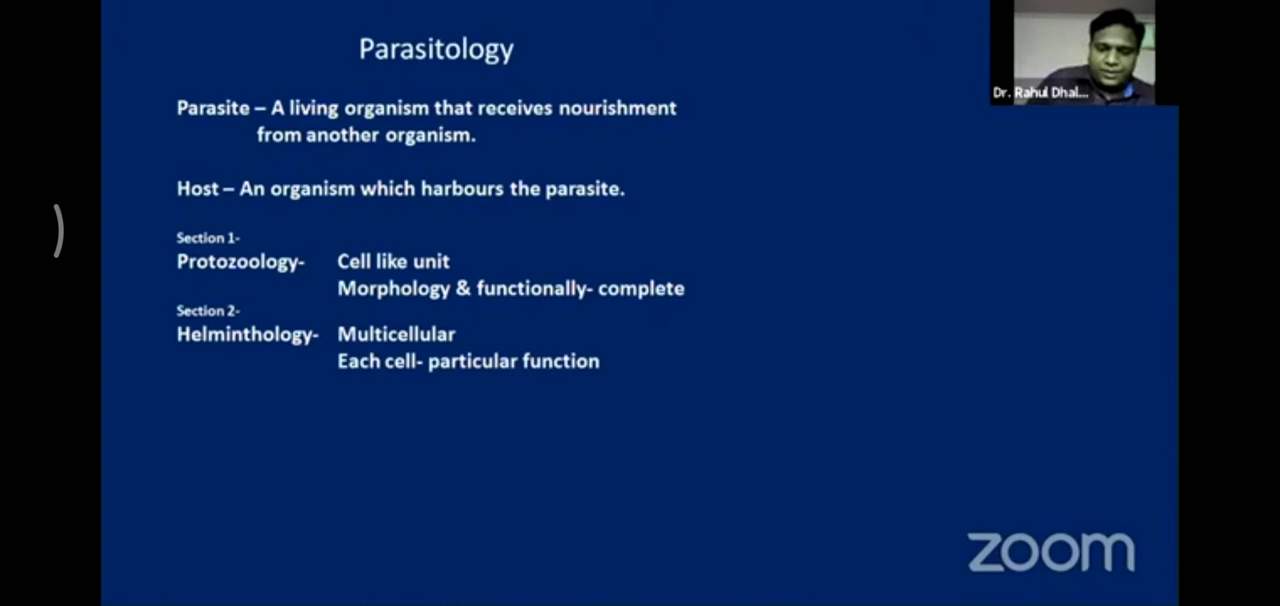 Parasitology
Dr. Rahul Dhal...
Parasite – A living organism that receives nourishment
from another organism.
Host – An organism which harbours the parasite.
Section 1-
Protozoology- Cell like unit
Morphology & functionally- complete
Section 2-
Helminthology- Multicellular
Each cell- particular function
zoom